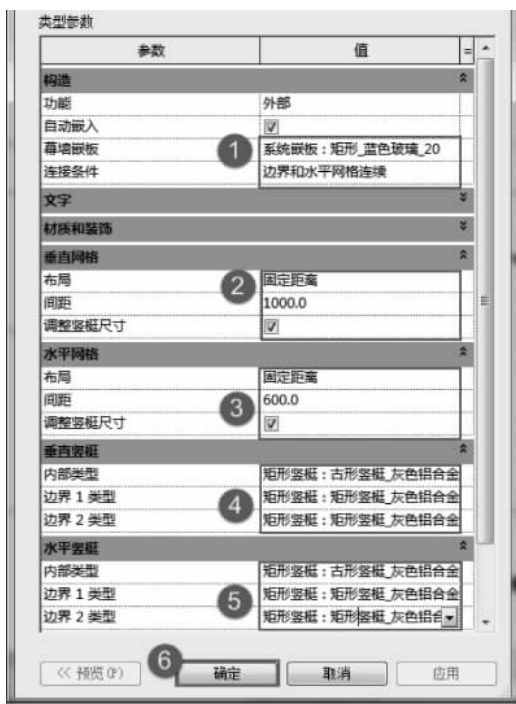 类型参数
参数 值 =
构造
功能 外部
自动嵌入
幕墙嵌板 系统嵌板：矩形_蓝色玻璃_20
1
连接条件 边界和水平网格连续
文字
材质和装饰
垂直网格
布局 固定距离
2
间距 1000.0
调整竖梃尺寸
水平网格
布局 固定距离
间距 600.0
3
调整竖梃尺寸
垂直竖梃
内部类型 矩形竖梃：古形竖梃_灰色铝合金
边界 1 类型 矩形竖梃：矩形竖梃_灰色铝合金
4
边界 2 类型 矩形竖梃：矩形竖梃_灰色铝合金
水平竖梃
内部类型 矩形竖梃：古形竖梃_灰色铝合金
边界 1 类型 矩形竖梃：矩形竖梃_灰色铝合金
5
边界 2 类型 矩形竖梃：矩形竖梃_灰色铝合
6
<< 预览(P) 确定 取消 应用